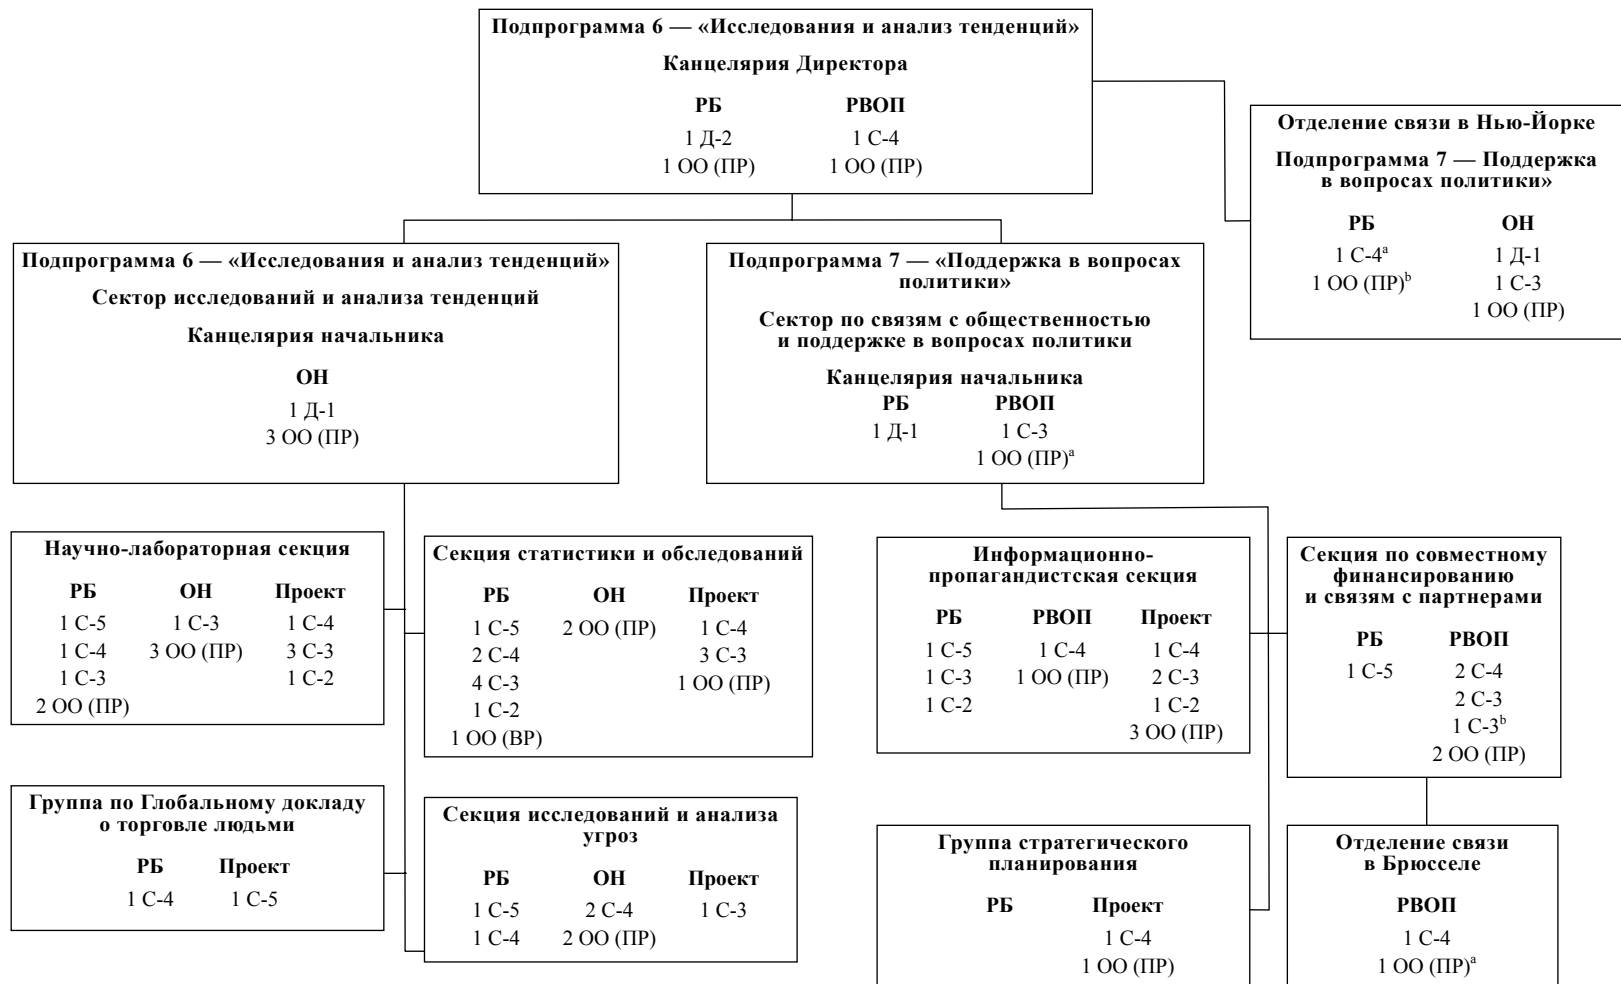 Подпрограмма 6 — «Исследования и анализ тенденций»
Канцелярия Директора
РБ РВОП
1 Д-2 1 С-4
1 ОО (ПР) 1 ОО (ПР)
Отделение связи в Нью-Йорке
Подпрограмма 7 — Поддержка
в вопросах политики»
РБ ОН
1 С-4ᵃ 1 Д-1
1 ОО (ПР)ᵇ 1 С-3
1 ОО (ПР)
Подпрограмма 6 — «Исследования и анализ тенденций»
Сектор исследований и анализа тенденций
Канцелярия начальника
ОН
1 Д-1
3 ОО (ПР)
Подпрограмма 7 — «Поддержка в вопросах
политики»
Сектор по связям с общественностью
и поддержке в вопросах политики
Канцелярия начальника
РБ РВОП
1 Д-1 1 С-3
1 ОО (ПР)ᵃ
Научно-лабораторная секция
РБ ОН Проект
1 С-5 1 С-3 1 С-4
1 С-4 3 ОО (ПР) 3 С-3
1 С-3 1 С-2
2 ОО (ПР)
Секция статистики и обследований
РБ ОН Проект
1 С-5 2 ОО (ПР) 1 С-4
2 С-4 3 С-3
4 С-3 1 ОО (ПР)
1 С-2
1 ОО (ВР)
Информационно-
пропагандистская секция
РБ РВОП Проект
1 С-5 1 С-4 1 С-4
1 С-3 1 ОО (ПР) 2 С-3
1 С-2 1 С-2
3 ОО (ПР)
Секция по совместному
финансированию
и связям с партнерами
РБ РВОП
1 С-5 2 С-4
2 С-3
1 С-3ᵇ
2 ОО (ПР)
Группа по Глобальному докладу
о торговле людьми
РБ Проект
1 С-4 1 С-5
Секция исследований и анализа
угроз
РБ ОН Проект
1 С-5 2 С-4 1 С-3
1 С-4 2 ОО (ПР)
Группа стратегического
планирования
РБ Проект
1 С-4
1 ОО (ПР)
Отделение связи
в Брюсселе
РВОП
1 С-4
1 ОО (ПР)ᵃ